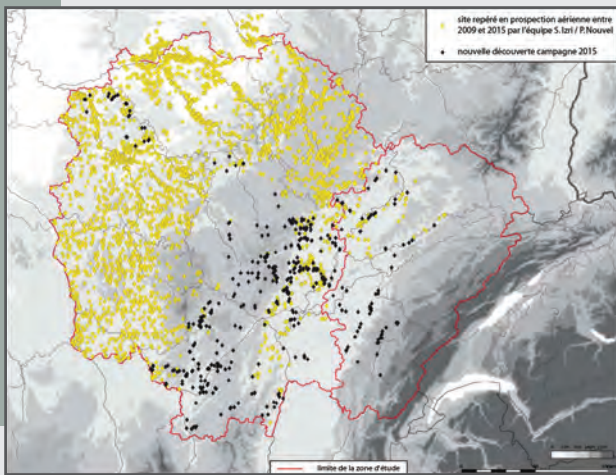 site repéré en prospection aérienne entre
2009 et 2015 par l'équipe S. Izri / P. Nouvel
nouvelle découverte campagne 2015
limite de la zone d'étude